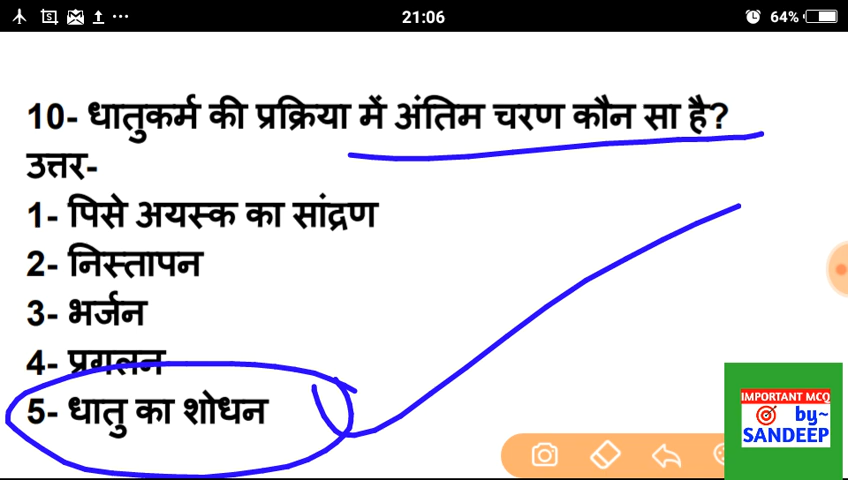 21:06
64%
10- धातुकर्म की प्रक्रिया में अंतिम चरण कौन सा है?
उत्तर-
1- पिसे अयस्क का सांद्रण
2- निस्तापन
3- भर्जन
4- प्रगलन
5- धातु का शोधन
IMPORTANT MCQ
by~
SANDEEP